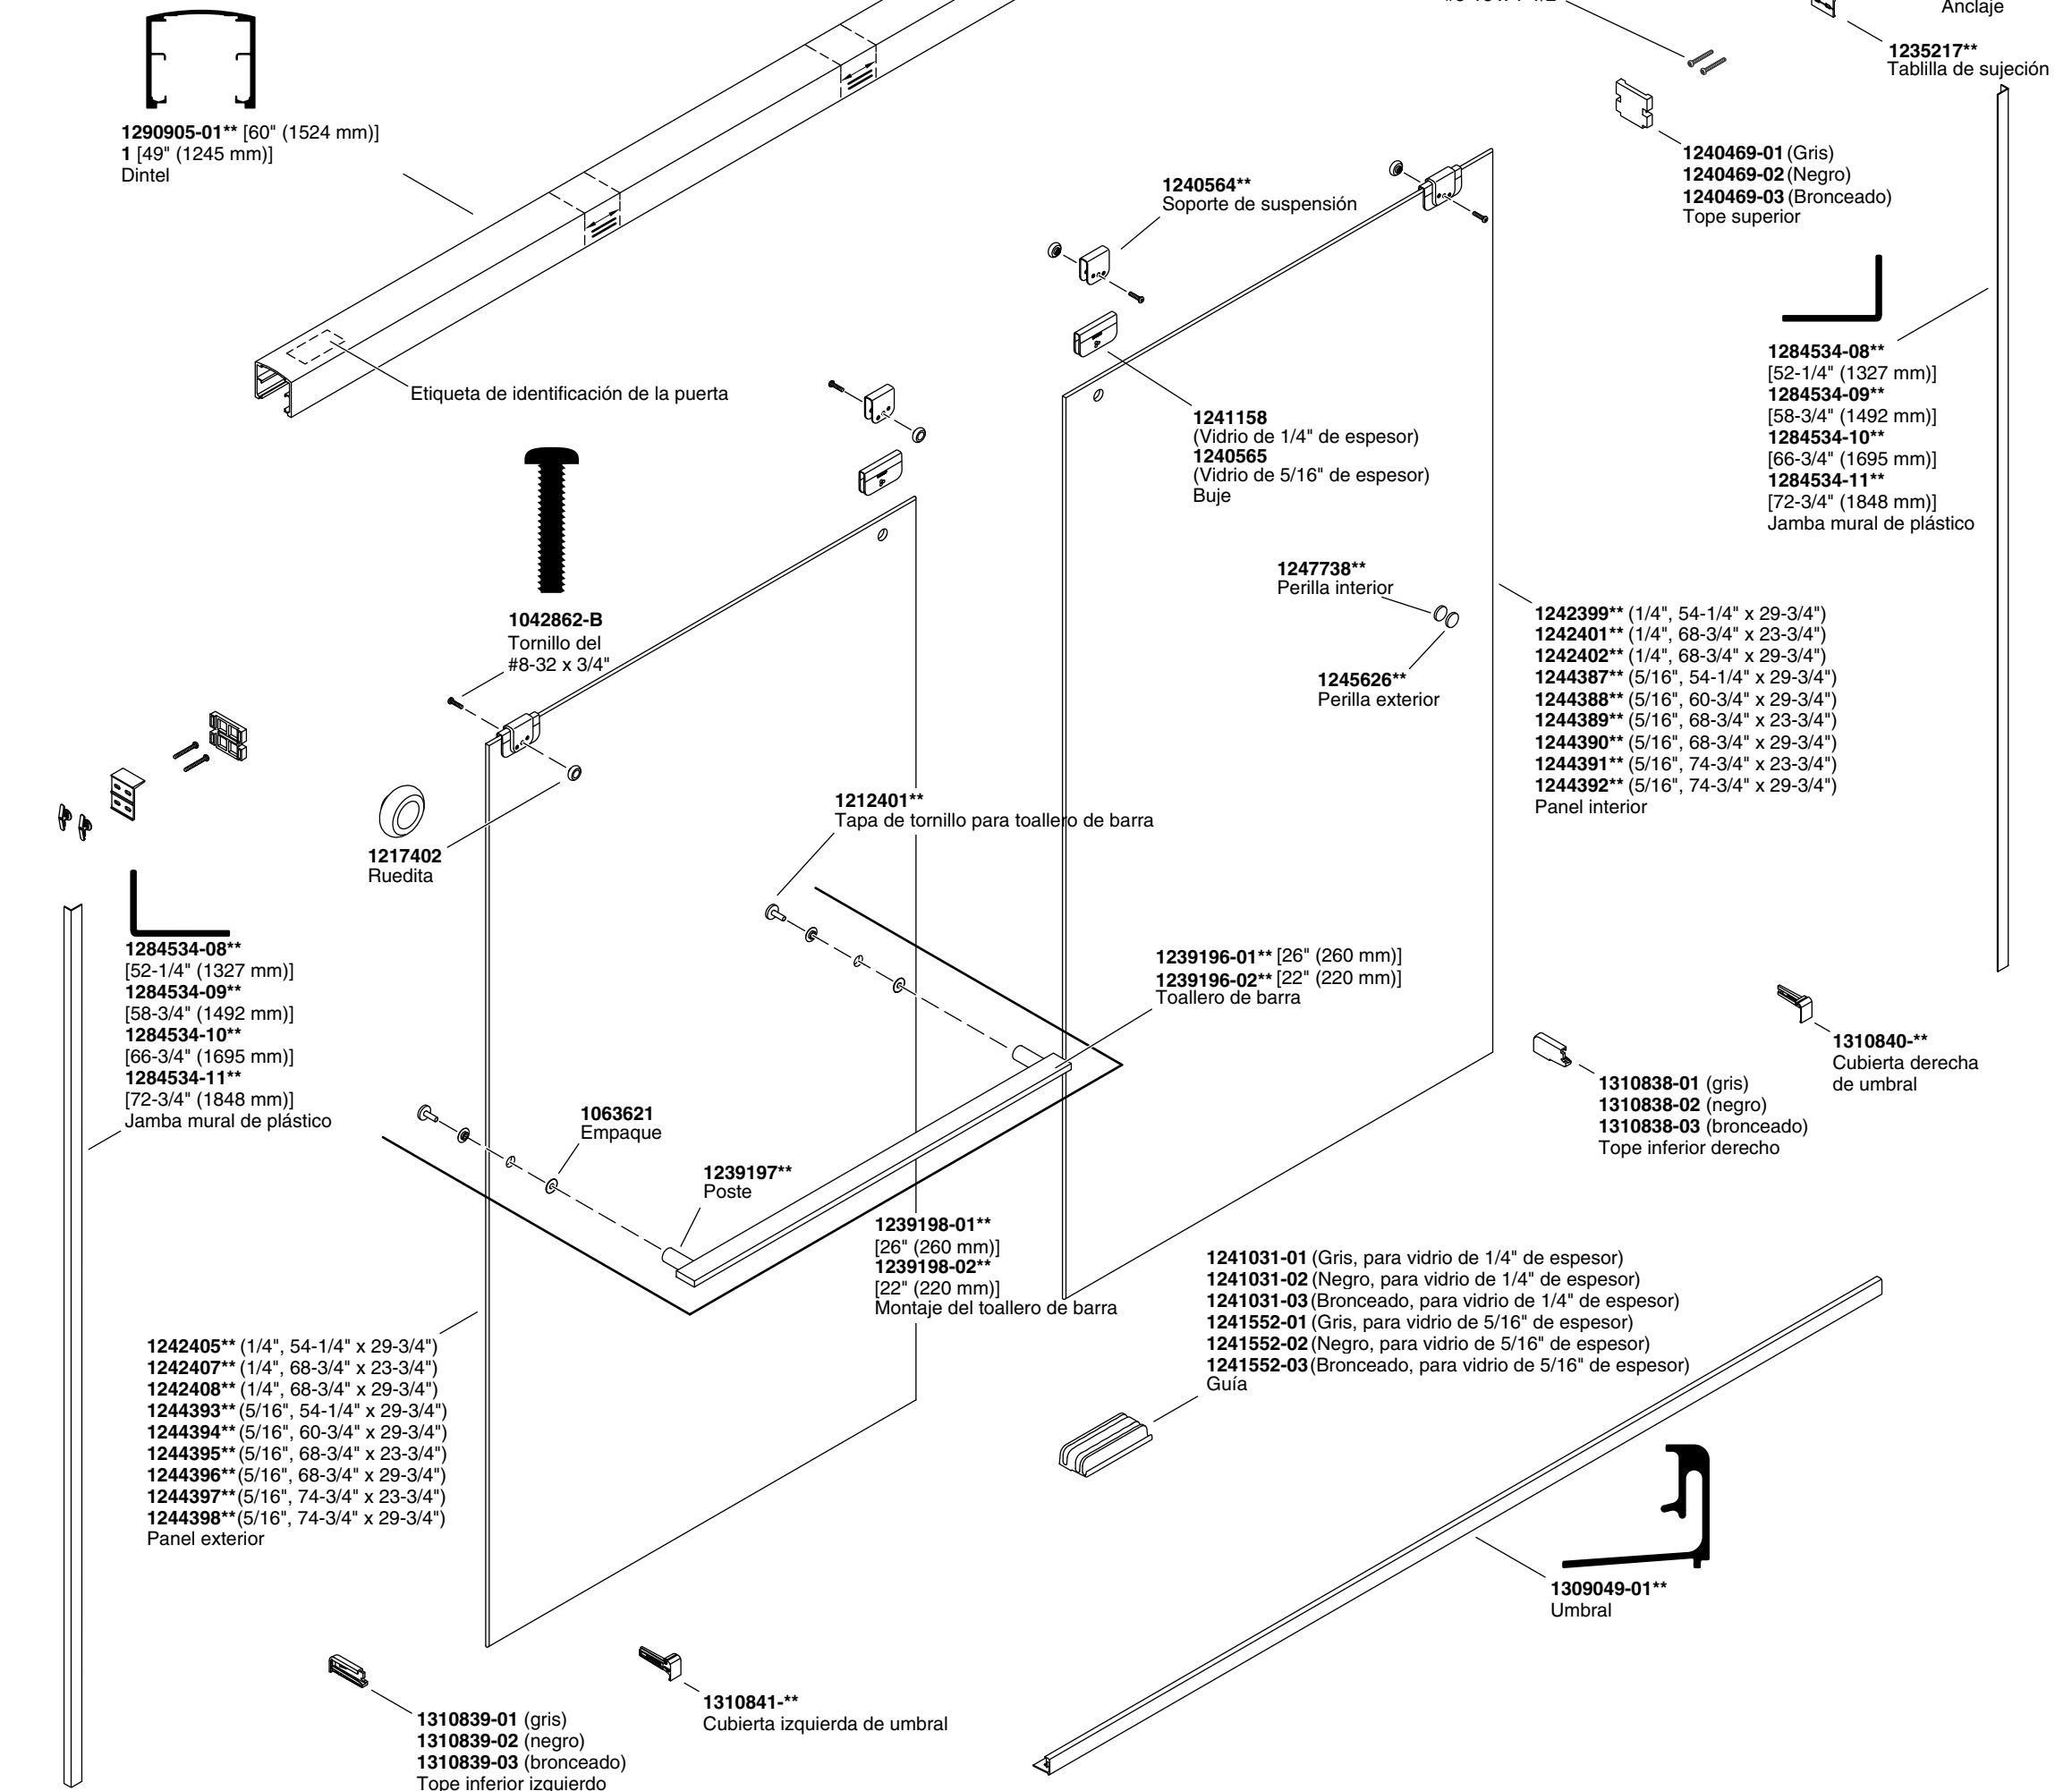 Anclaje
1235217**
Tablilla de sujeción
1290905-01** [60" (1524 mm)]
1 [49" (1245 mm)]
Dintel
1240469-01 (Gris)
1240469-02 (Negro)
1240469-03 (Bronceado)
Tope superior
1240564**
Soporte de suspensión
Etiqueta de identificación de la puerta
1284534-08**
[52-1/4" (1327 mm)]
1284534-09**
[58-3/4" (1492 mm)]
1284534-10**
[66-3/4" (1695 mm)]
1284534-11**
[72-3/4" (1848 mm)]
Jamba mural de plástico
1241158
(Vidrio de 1/4" de espesor)
1240565
(Vidrio de 5/16" de espesor)
Buje
1042862-B
Tornillo del
#8-32 x 3/4"
1247738**
Perilla interior
1245626**
Perilla exterior
1242399** (1/4", 54-1/4" x 29-3/4")
1242401** (1/4", 68-3/4" x 23-3/4")
1242402** (1/4", 68-3/4" x 29-3/4")
1244387** (5/16", 54-1/4" x 29-3/4")
1244388** (5/16", 60-3/4" x 29-3/4")
1244389** (5/16", 68-3/4" x 23-3/4")
1244390** (5/16", 68-3/4" x 29-3/4")
1244391** (5/16", 74-3/4" x 23-3/4")
1244392** (5/16", 74-3/4" x 29-3/4")
Panel interior
1212401**
Tapa de tornillo para toallero de barra
1217402
Ruedita
1284534-08**
[52-1/4" (1327 mm)]
1284534-09**
[58-3/4" (1492 mm)]
1284534-10**
[66-3/4" (1695 mm)]
1284534-11**
[72-3/4" (1848 mm)]
Jamba mural de plástico
1239196-01** [26" (260 mm)]
1239196-02** [22" (220 mm)]
Toallero de barra
1310840-**
Cubierta derecha
de umbral
1310838-01 (gris)
1310838-02 (negro)
1310838-03 (bronceado)
Tope inferior derecho
1063621
Empaque
1239197**
Poste
1239198-01**
[26" (260 mm)]
1239198-02**
[22" (220 mm)]
Montaje del toallero de barra
1241031-01 (Gris, para vidrio de 1/4" de espesor)
1241031-02 (Negro, para vidrio de 1/4" de espesor)
1241031-03 (Bronceado, para vidrio de 1/4" de espesor)
1241552-01 (Gris, para vidrio de 5/16" de espesor)
1241552-02 (Negro, para vidrio de 5/16" de espesor)
1241552-03 (Bronceado, para vidrio de 5/16" de espesor)
Guía
1242405** (1/4", 54-1/4" x 29-3/4")
1242407** (1/4", 68-3/4" x 23-3/4")
1242408** (1/4", 68-3/4" x 29-3/4")
1244393** (5/16", 54-1/4" x 29-3/4")
1244394** (5/16", 60-3/4" x 29-3/4")
1244395** (5/16", 68-3/4" x 23-3/4")
1244396** (5/16", 68-3/4" x 29-3/4")
1244397** (5/16", 74-3/4" x 23-3/4")
1244398** (5/16", 74-3/4" x 29-3/4")
Panel exterior
1309049-01**
Umbral
1310841-**
Cubierta izquierda de umbral
1310839-01 (gris)
1310839-02 (negro)
1310839-03 (bronceado)
Tope inferior izquierdo